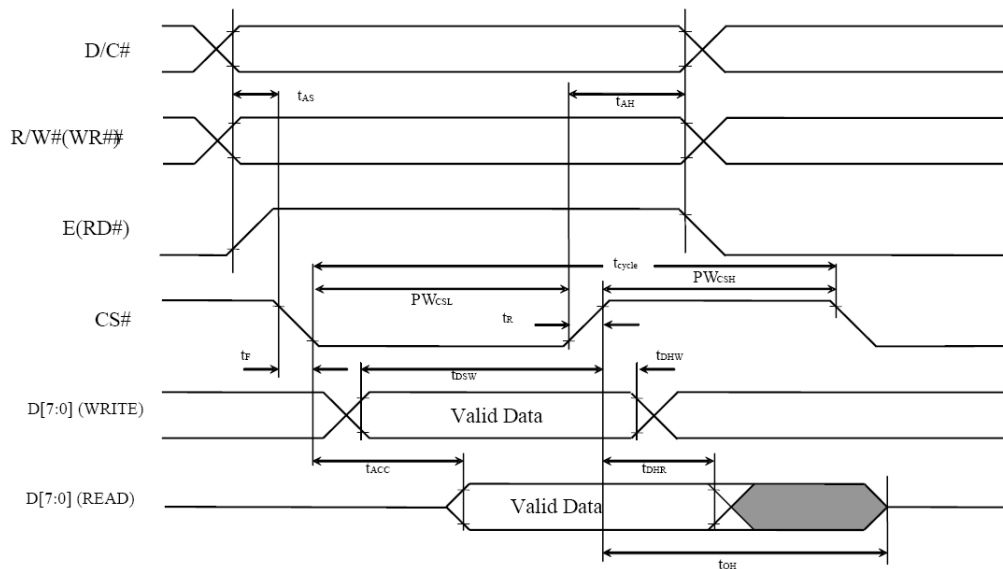 D/C#
tAS
tAH
R/W#(WR##)
E(RD#)
tcycle
PWCSL
PWCSH
CS#
tR
tF
tDSW
tDHW
D[7:0] (WRITE)
Valid Data
tACC
tDHR
D[7:0] (READ)
Valid Data
tOH